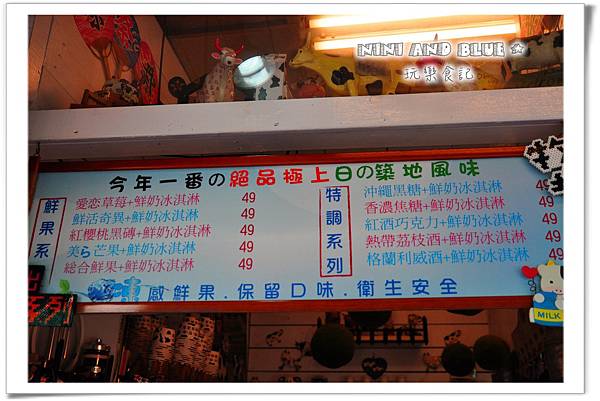 NINI AND BLUE
玩樂食記
今年一番の絕品極上日の築地風味
鮮果系
愛戀草莓+鮮奶冰淇淋 49
鮮活奇異+鮮奶冰淇淋 49
紅櫻桃黑磚+鮮奶冰淇淋 49
美ら芒果+鮮奶冰淇淋 49
総合鮮果+鮮奶冰淇淋 49
特調系列
沖繩黑糖+鮮奶冰淇淋 49
香濃焦糖+鮮奶冰淇淋 49
紅酒巧克力+鮮奶冰淇淋 49
熱帶荔枝酒+鮮奶冰淇淋 49
格蘭利威酒+鮮奶冰淇淋
感鮮果.保留口味.衛生安全
MILK